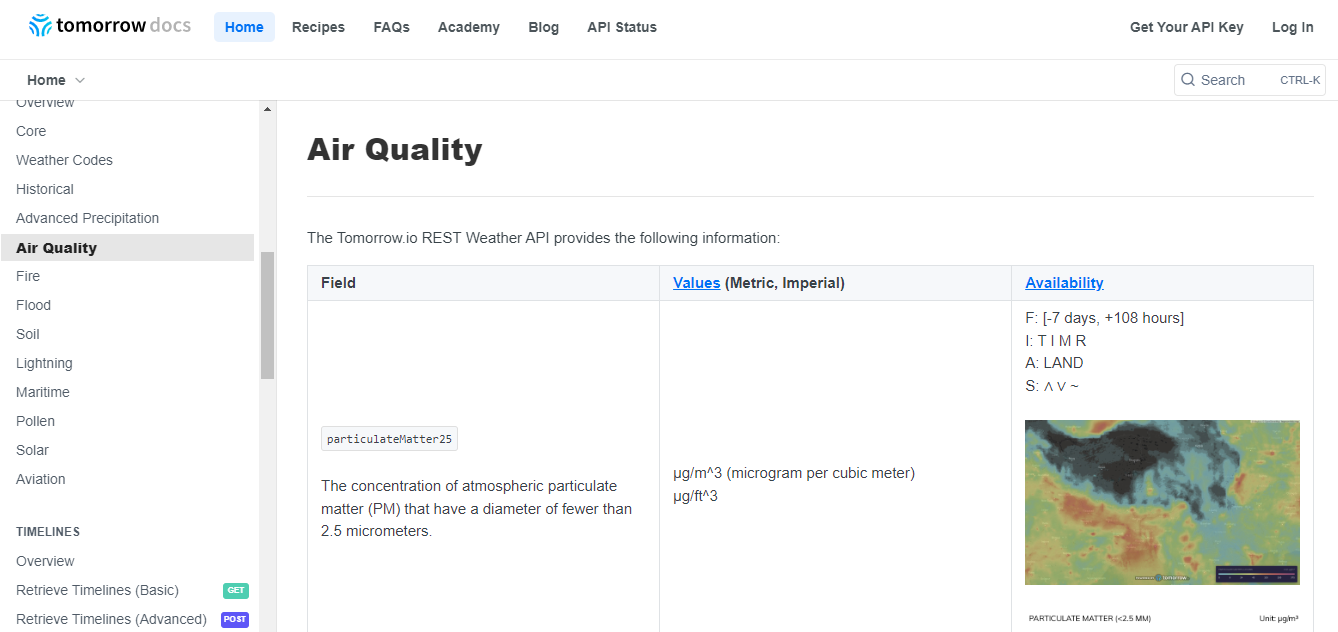 tomorrow docs
Home
Recipes
FAQs
Academy
Blog
API Status
Get Your API Key
Log In
Home
Search
CTRL-K
Overview
Core
Weather Codes
Historical
Advanced Precipitation
Air Quality
Fire
Flood
Soil
Lightning
Maritime
Pollen
Solar
Aviation
TIMELINES
Overview
Retrieve Timelines (Basic) GET
Retrieve Timelines (Advanced) POST
Air Quality
The Tomorrow.io REST Weather API provides the following information:
Field
Values (Metric, Imperial)
Availability
particulateMatter25
The concentration of atmospheric particulate
matter (PM) that have a diameter of fewer than
2.5 micrometers.
μg/m^3 (microgram per cubic meter)
μg/ft^3
F: [-7 days, +108 hours]
I: T I M R
A: LAND
S: ∧ ∨ ~
PARTICULATE MATTER (<2.5 MM)
Unit: μg/m³